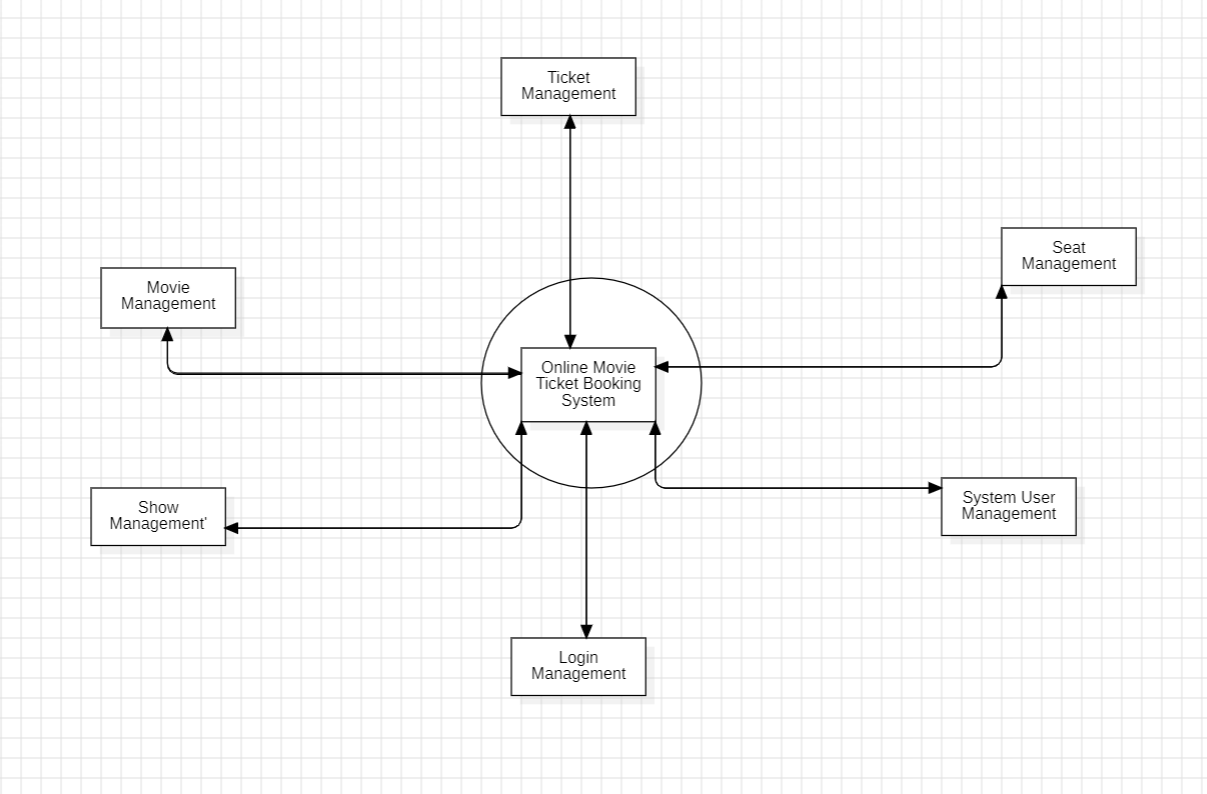 Ticket
Management
Seat
Management
Movie
Management
Online Movie
Ticket Booking
System
Show
Management'
System User
Management
Login
Management